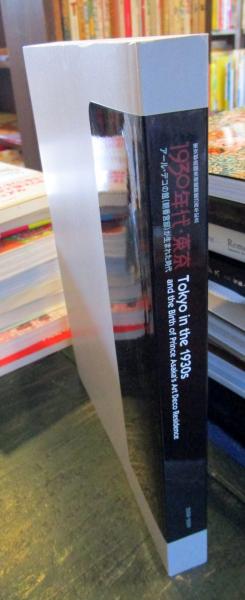 1930年代・東京
アール・デコの館(朝香宮邸)が生まれた時代
Tokyo in the 1930s
and the Birth of Prince Asaka's Art Deco Residence